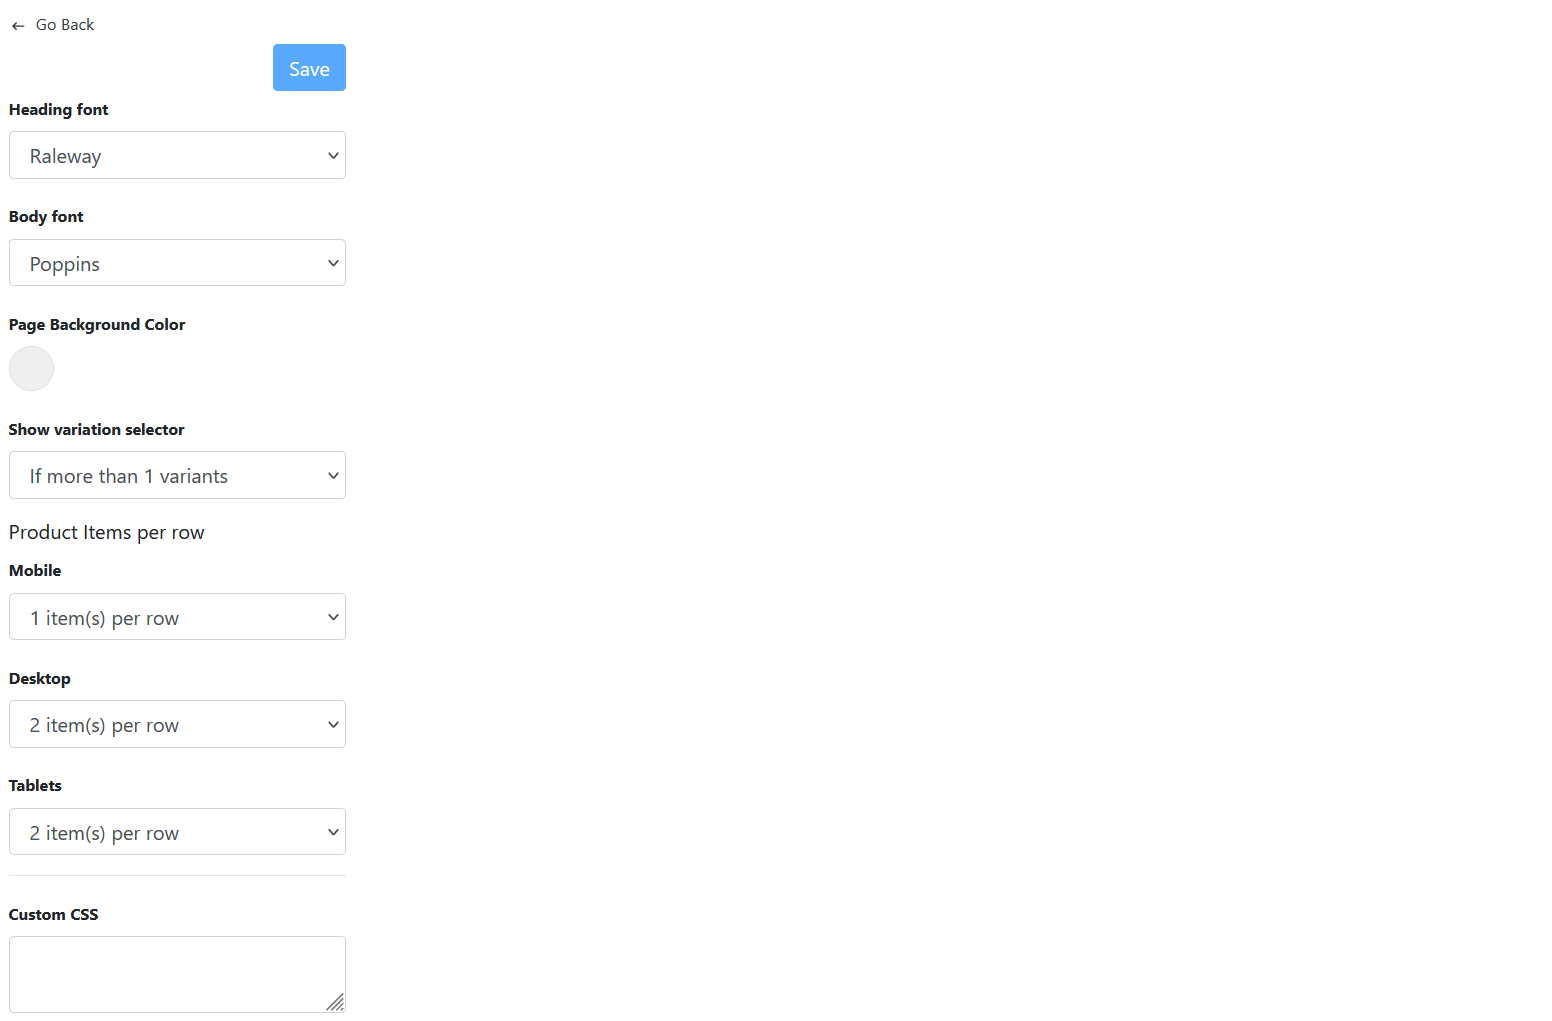 Go Back
Save
Heading font
Raleway
Body font
Poppins
Page Background Color
Show variation selector
If more than 1 variants
Product Items per row
Mobile
1 item(s) per row
Desktop
2 item(s) per row
Tablets
2 item(s) per row
Custom CSS